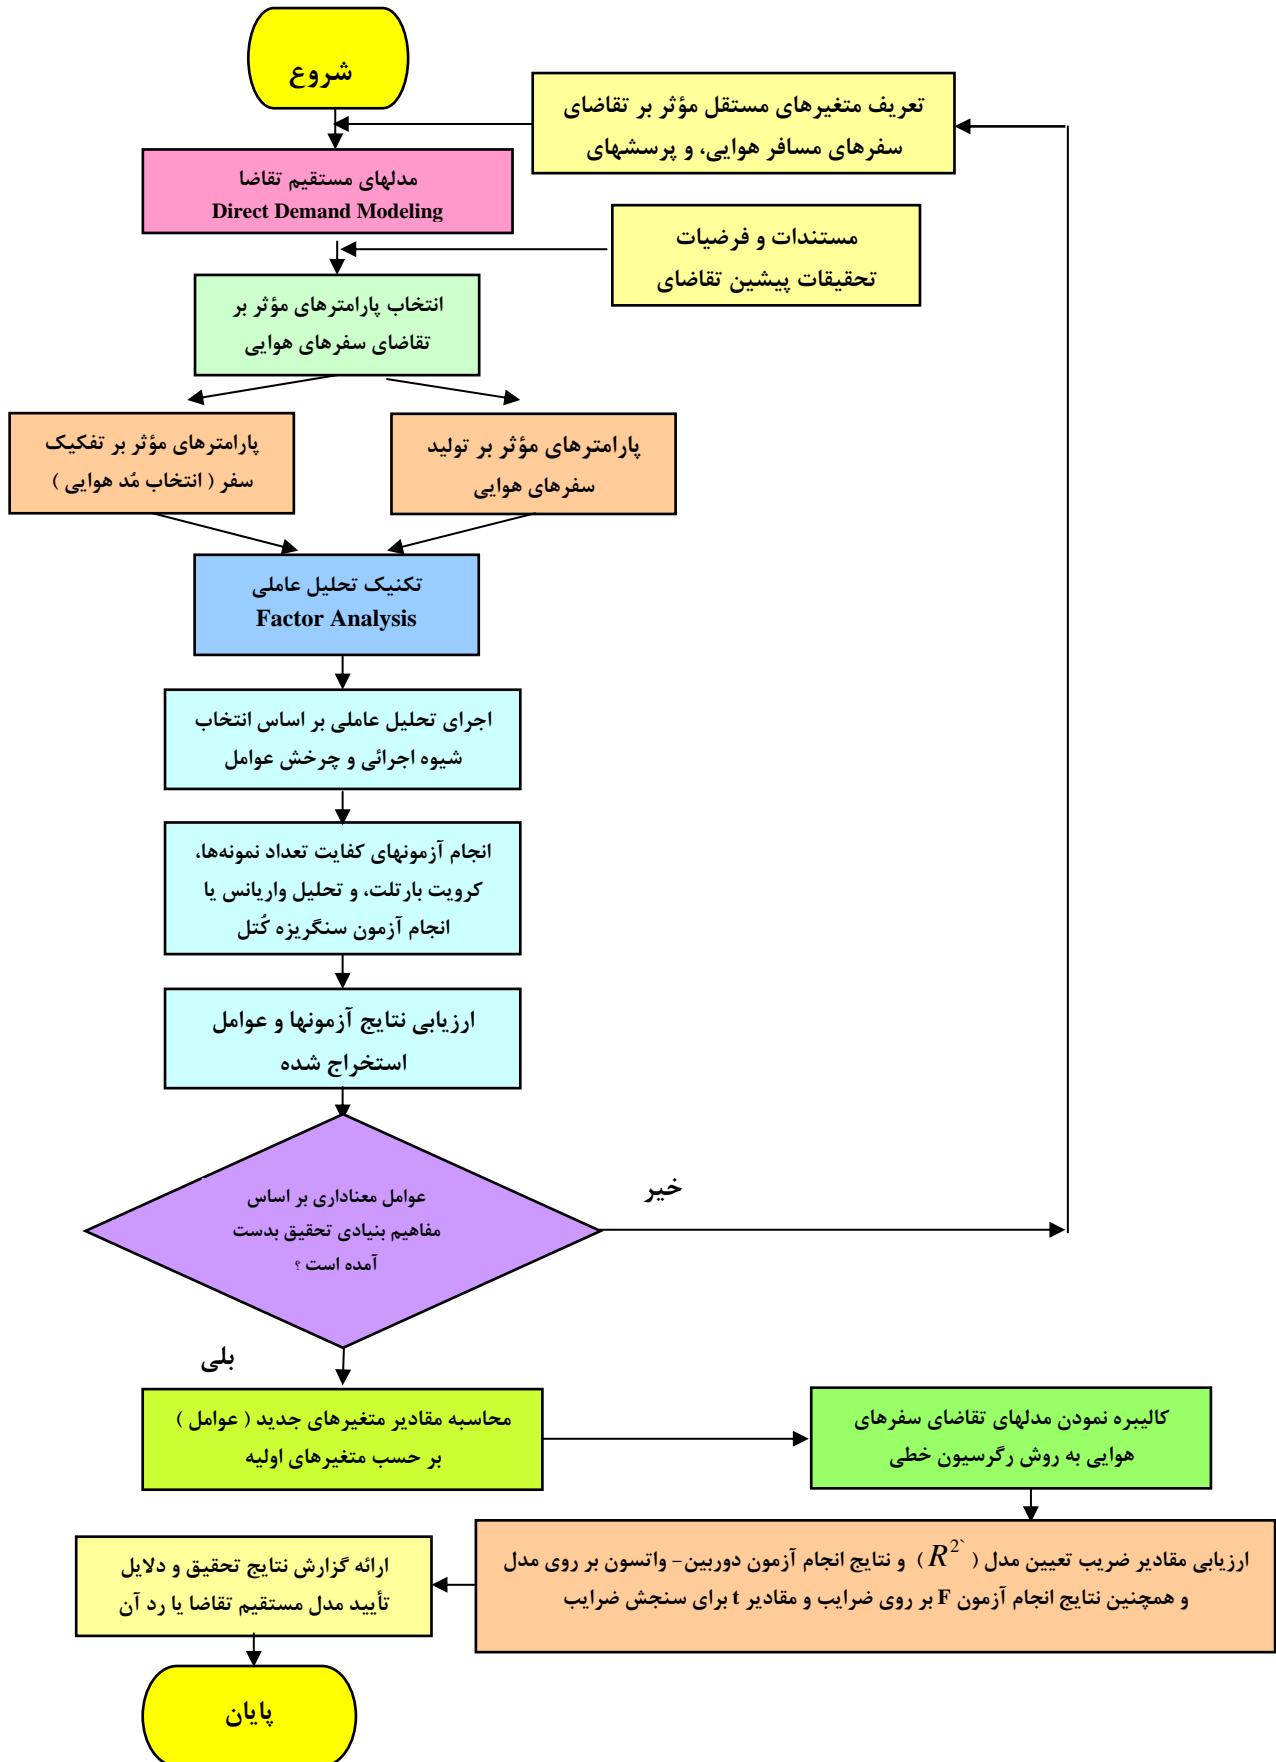 شروع
تعریف متغیرهای مستقل مؤثر بر تقاضای
سفرهای مسافر هوایی، و پرسشهای
مدلهای مستقیم تقاضا
Direct Demand Modeling
مستندات و فرضیات
تحقیقات پیشین تقاضای
انتخاب پارامترهای مؤثر بر
تقاضای سفرهای هوایی
پارامترهای مؤثر بر تولید
سفرهای هوایی
پارامترهای مؤثر بر تفکیک
سفر ( انتخاب مُد هوایی )
تکنیک تحلیل عاملی
Factor Analysis
اجرای تحلیل عاملی بر اساس انتخاب
شیوه اجرائی و چرخش عوامل
انجام آزمونهای کفایت تعداد نمونه‌ها،
کرویت بارتلت، و تحلیل واریانس یا
انجام آزمون سنگریزه کُتل
ارزیابی نتایج آزمونها و عوامل
استخراج شده
عوامل معناداری بر اساس
مفاهیم بنیادی تحقیق بدست
آمده است ؟
خیر
بلی
محاسبه مقادیر متغیرهای جدید ( عوامل )
بر حسب متغیرهای اولیه
کالیبره نمودن مدلهای تقاضای سفرهای
هوایی به روش رگرسیون خطی
ارزیابی مقادیر ضریب تعیین مدل ( R²` ) و نتایج انجام آزمون دوربین- واتسون بر روی مدل
و همچنین نتایج انجام آزمون F بر روی ضرایب و مقادیر t برای سنجش ضرایب
ارائه گزارش نتایج تحقیق و دلایل
تأیید مدل مستقیم تقاضا یا رد آن
پایان